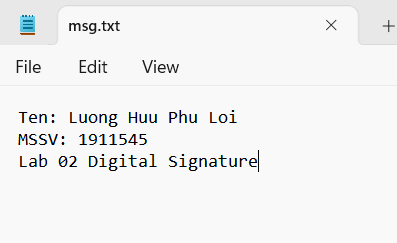 msg.txt
File Edit View
Ten: Luong Huu Phu Loi
MSSV: 1911545
Lab 02 Digital Signature